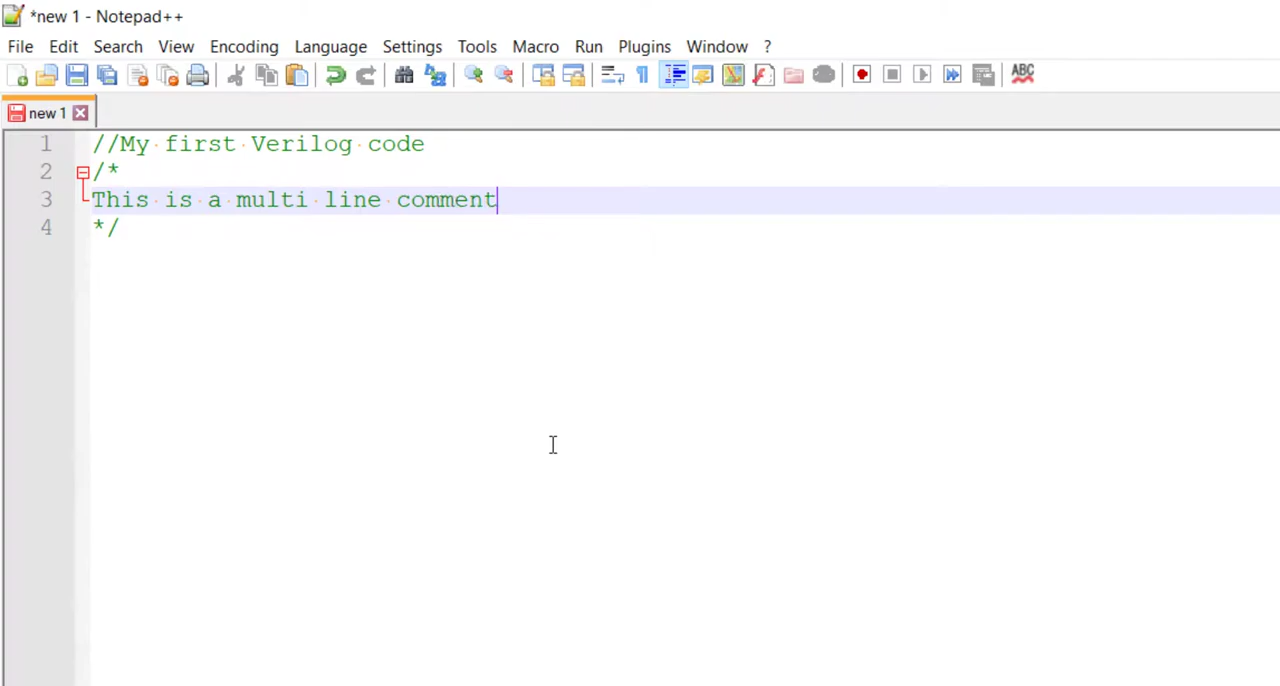 *new 1 - Notepad++
File Edit Search View Encoding Language Settings Tools Macro Run Plugins Window ?
ABC
new 1
1 //My first Verilog code
2 /*
3 This is a multi line comment
4 */